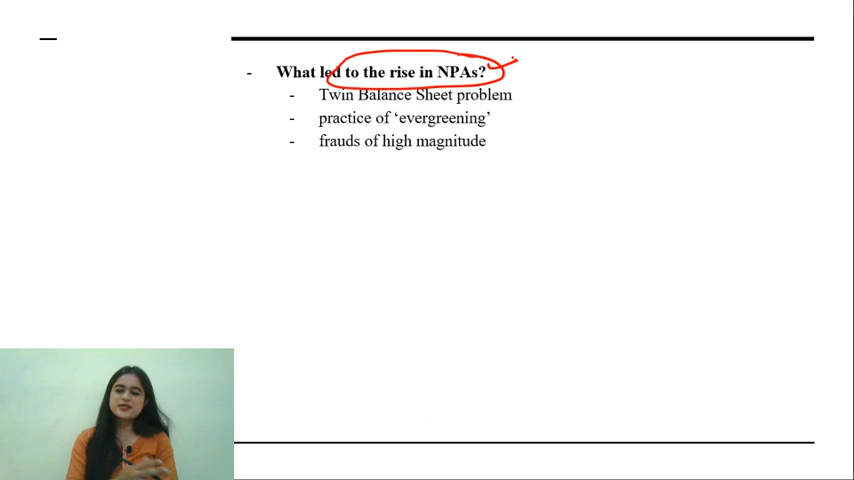 - What led to the rise in NPAs?
- Twin Balance Sheet problem
- practice of ‘evergreening’
- frauds of high magnitude